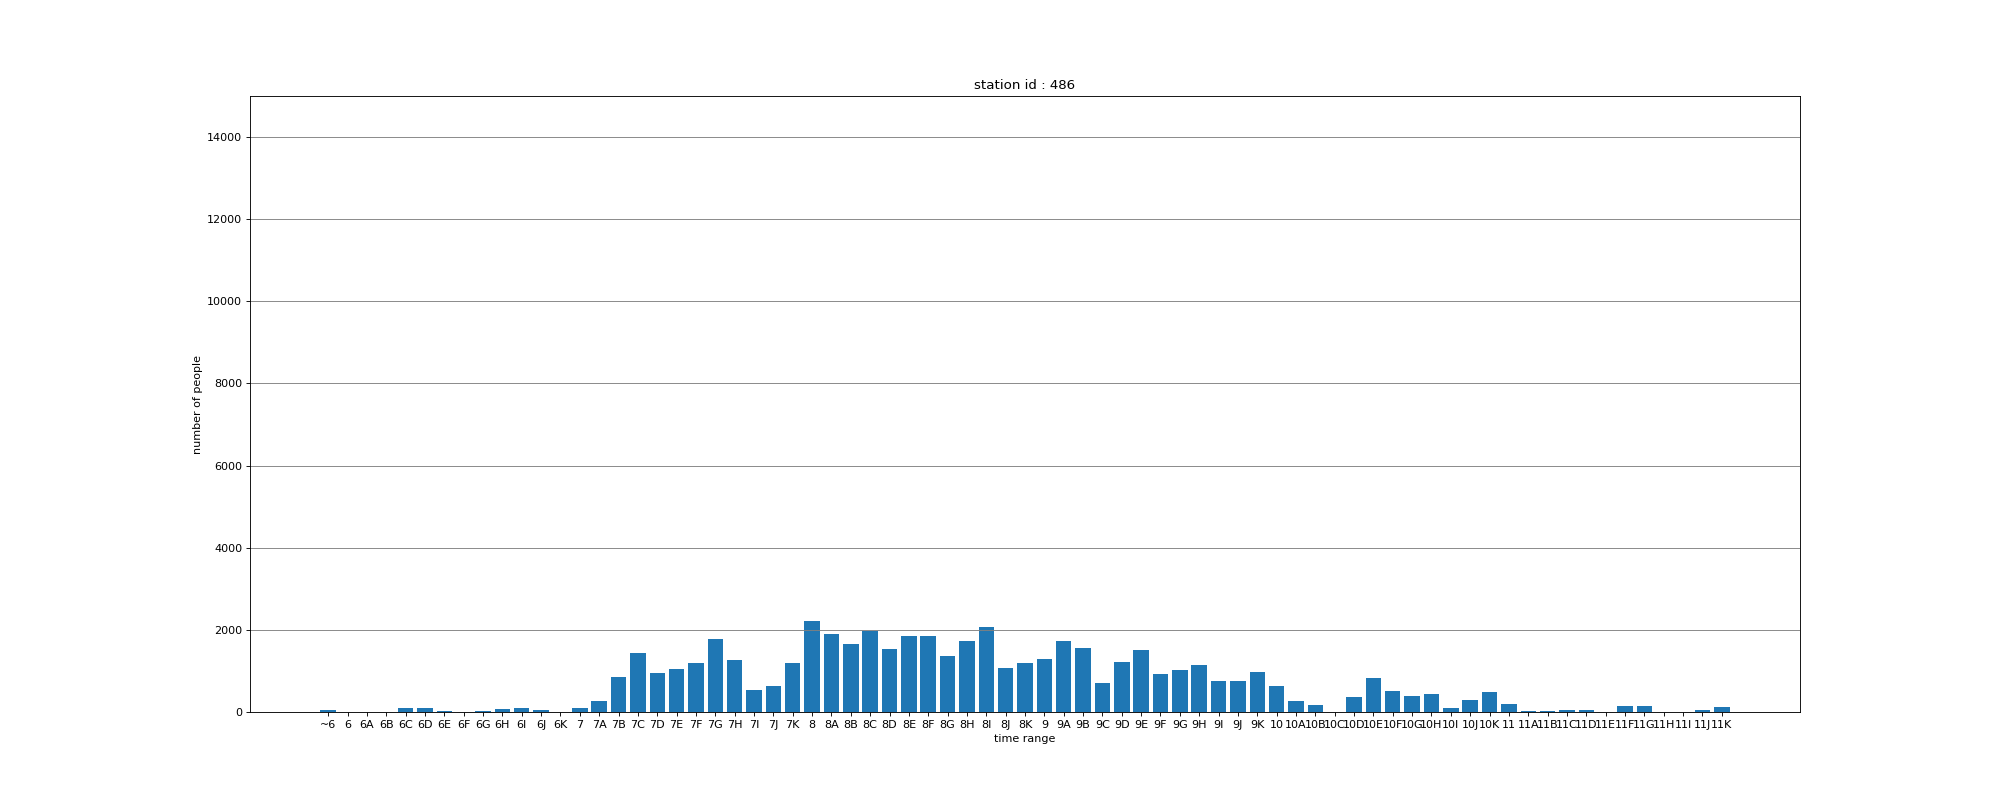 station id : 486
14000
12000
10000
8000
6000
4000
2000
0
number of people
~6 6 6A 6B 6C 6D 6E 6F 6G 6H 6I 6J 6K 7 7A 7B 7C 7D 7E 7F 7G 7H 7I 7J 7K 8 8A 8B 8C 8D 8E 8F 8G 8H 8I 8J 8K 9 9A 9B 9C 9D 9E 9F 9G 9H 9I 9J 9K 10 10A 10B 10C 10D 10E 10F 10G 10H 10I 10J 10K 11 11A 11B 11C 11D 11E 11F 11G 11H 11I 11J 11K
time range